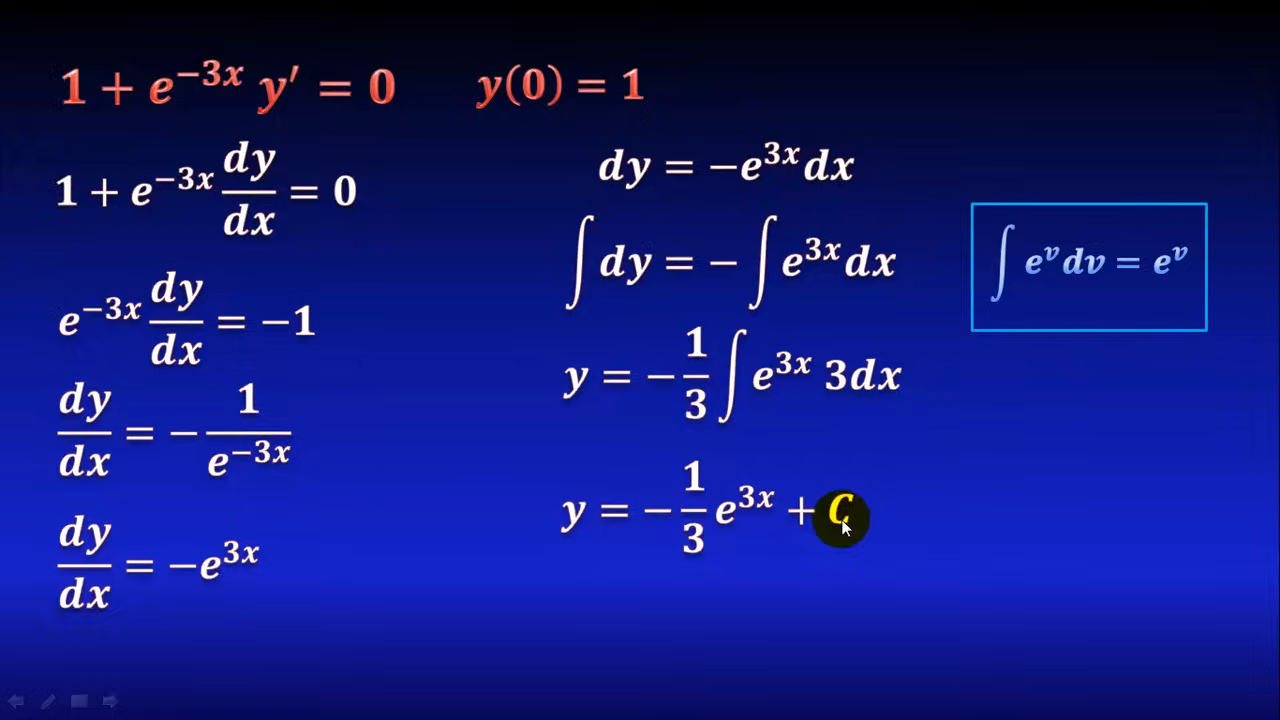 1 + e^{-3x} y′ = 0
y(0) = 1
1 + e^{-3x} dy/dx = 0
e^{-3x} dy/dx = −1
dy/dx = − 1/e^{-3x}
dy/dx = −e^{3x}
dy = −e^{3x}dx
∫ dy = − ∫ e^{3x}dx
y = − 1/3 ∫ e^{3x} 3dx
y = − 1/3 e^{3x} + C
∫ e^v dv = e^v